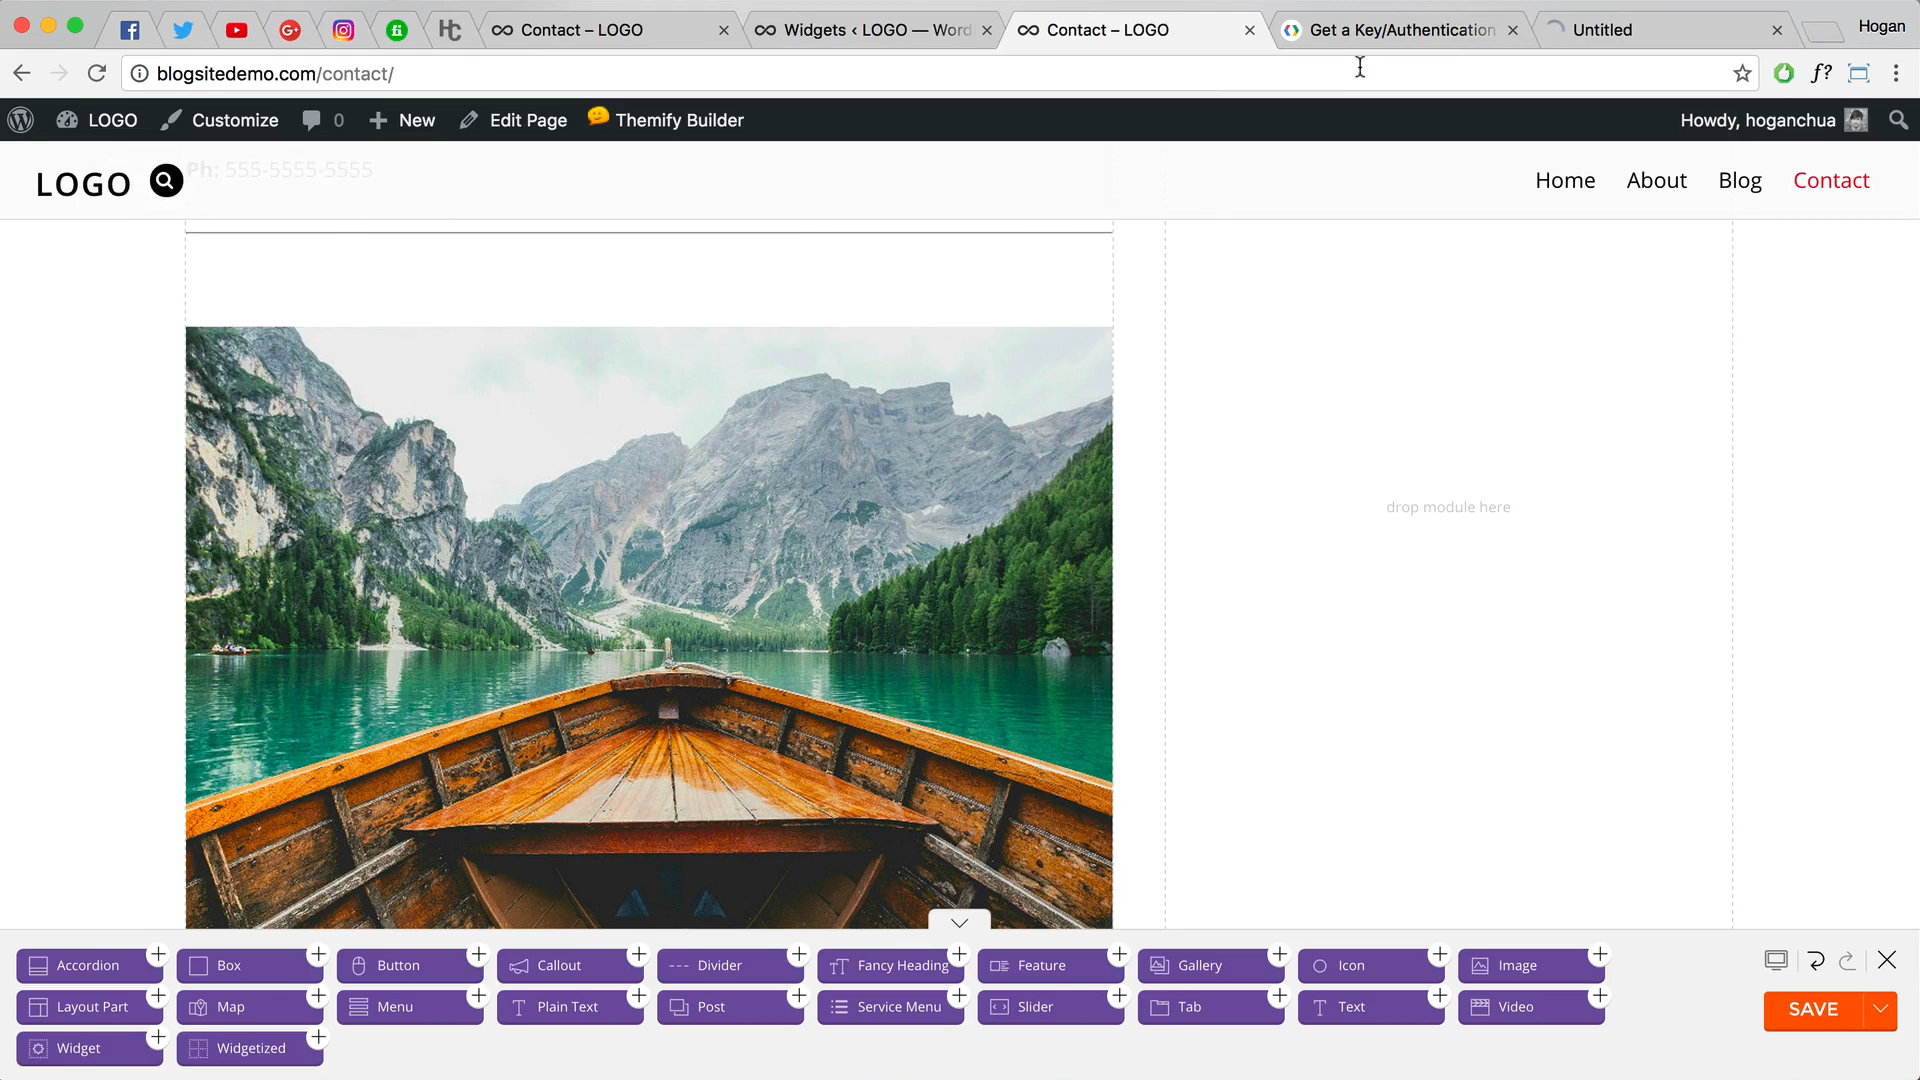 Contact – LOGO
Widgets ‹ LOGO — Word
Contact – LOGO
Get a Key/Authentication
Untitled
Hogan
blogsitedemo.com/contact/
f?
LOGO
Customize
0
New
Edit Page
Themify Builder
Howdy, hoganchua
LOGO
Ph: 555-5555-5555
Home
About
Blog
Contact
drop module here
Accordion
Box
Button
Callout
Divider
Fancy Heading
Feature
Gallery
Icon
Image
Layout Part
Map
Menu
Plain Text
Post
Service Menu
Slider
Tab
Text
Video
SAVE
Widget
Widgetized